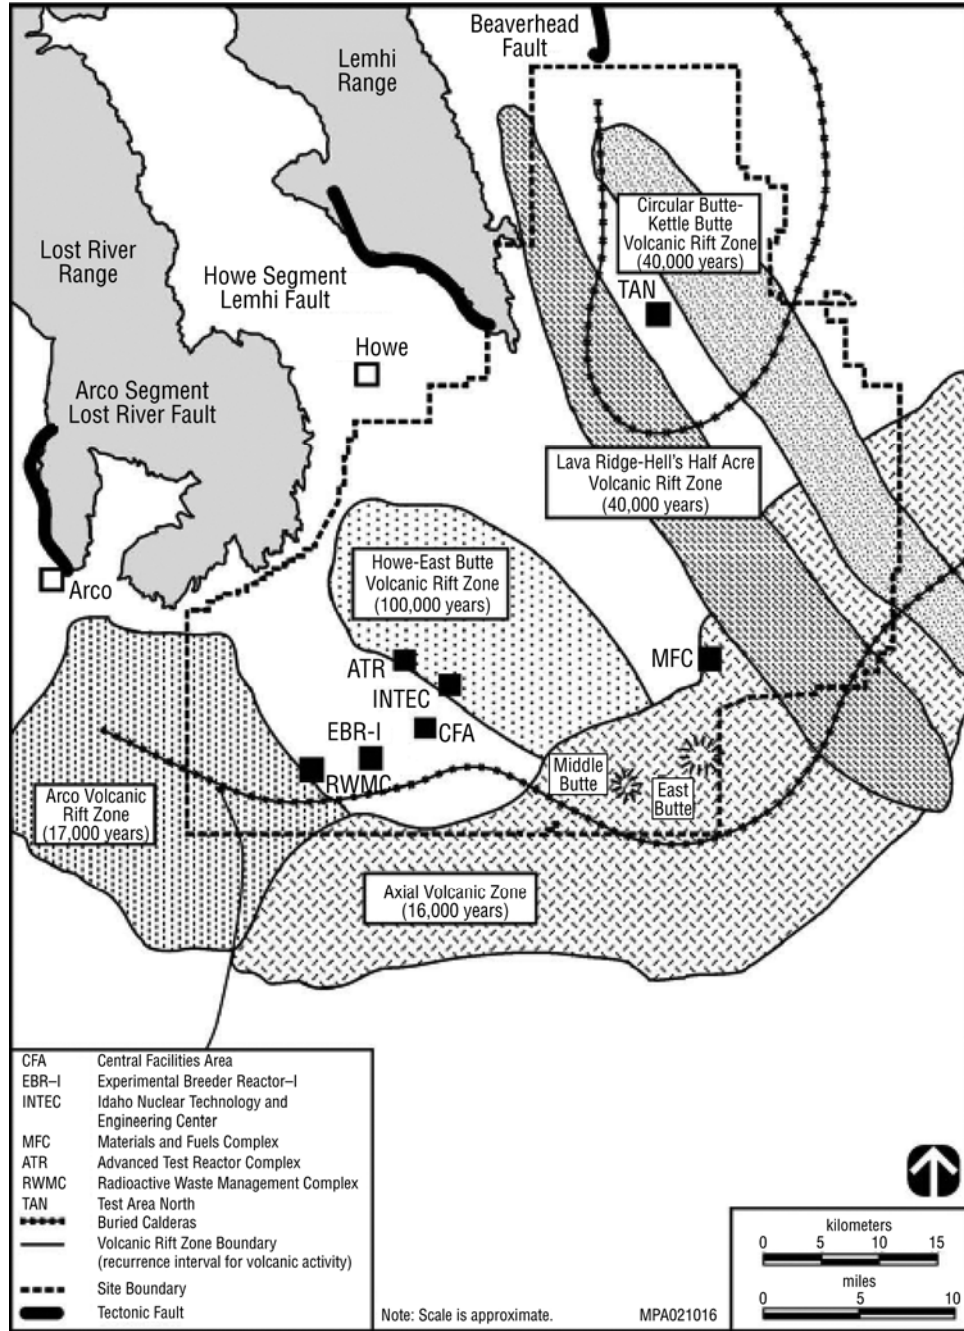 Beaverhead
Fault
Lemhi
Range
Circular Butte-
Kettle Butte
Volcanic Rift Zone
(40,000 years)
Lost River
Range
Howe Segment
Lemhi Fault
TAN
Howe
Arco Segment
Lost River Fault
Lava Ridge-Hell's Half Acre
Volcanic Rift Zone
(40,000 years)
Howe-East Butte
Volcanic Rift Zone
(100,000 years)
Arco
MFC
ATR
INTEC
EBR-I
CFA
RWMC
Middle
Butte
East
Butte
Arco Volcanic
Rift Zone
(17,000 years)
Axial Volcanic Zone
(16,000 years)
CFA Central Facilities Area
EBR–I Experimental Breeder Reactor–I
INTEC Idaho Nuclear Technology and
Engineering Center
MFC Materials and Fuels Complex
ATR Advanced Test Reactor Complex
RWMC Radioactive Waste Management Complex
TAN Test Area North
Buried Calderas
Volcanic Rift Zone Boundary
(recurrence interval for volcanic activity)
Site Boundary
Tectonic Fault
Note: Scale is approximate.
MPA021016
kilometers
0 5 10 15
miles
0 5 10